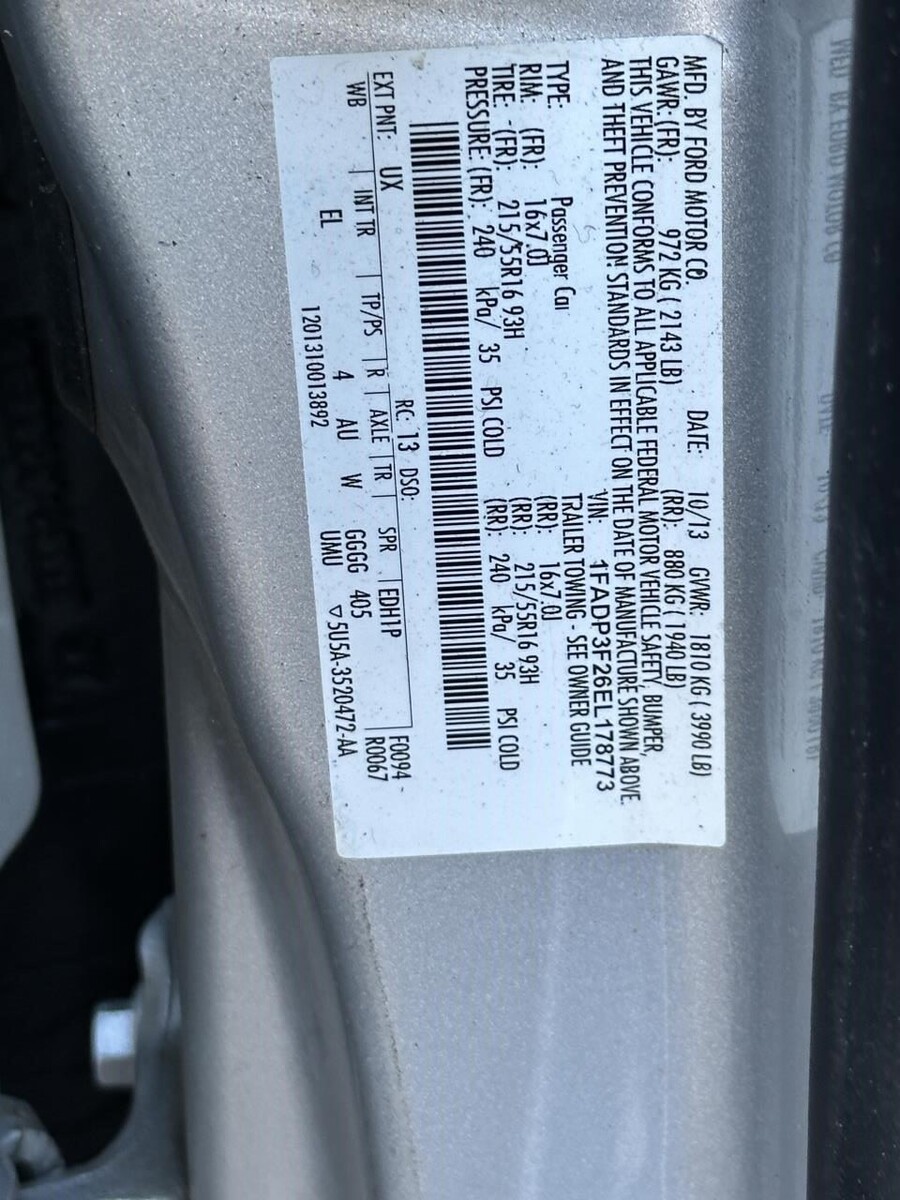 MFD. BY FORD MOTOR CO. DATE: 10/13 GVWR: 1810 KG ( 3990 LB)
GAWR: (FR): 972 KG ( 2143 LB) (RR): 880 KG ( 1940 LB)
THIS VEHICLE CONFORMS TO ALL APPLICABLE FEDERAL MOTOR VEHICLE SAFETY, BUMPER,
AND THEFT PREVENTION STANDARDS IN EFFECT ON THE DATE OF MANUFACTURE SHOWN ABOVE.
VIN: 1FADP3F26EL178773
TYPE: Passenger Car TRAILER TOWING - SEE OWNER GUIDE
RIM: (FR): 16x7.0J (RR): 16x7.0J
TIRE: -(FR): 215/55R16 93H (RR): 215/55R16 93H
PRESSURE: (FR): 240 kPa/ 35 PSI COLD (RR): 240 kPa/ 35 PSI COLD
EXT PNT: UX RC: 13 DSO: F0094 -
WB | INT TR | TP/PS | R | AXLE | TR | SPR EDH1P R0067
EL 4 AU W GGGG 405
1201310013892 UMU ▽5U5A-3520472-AA